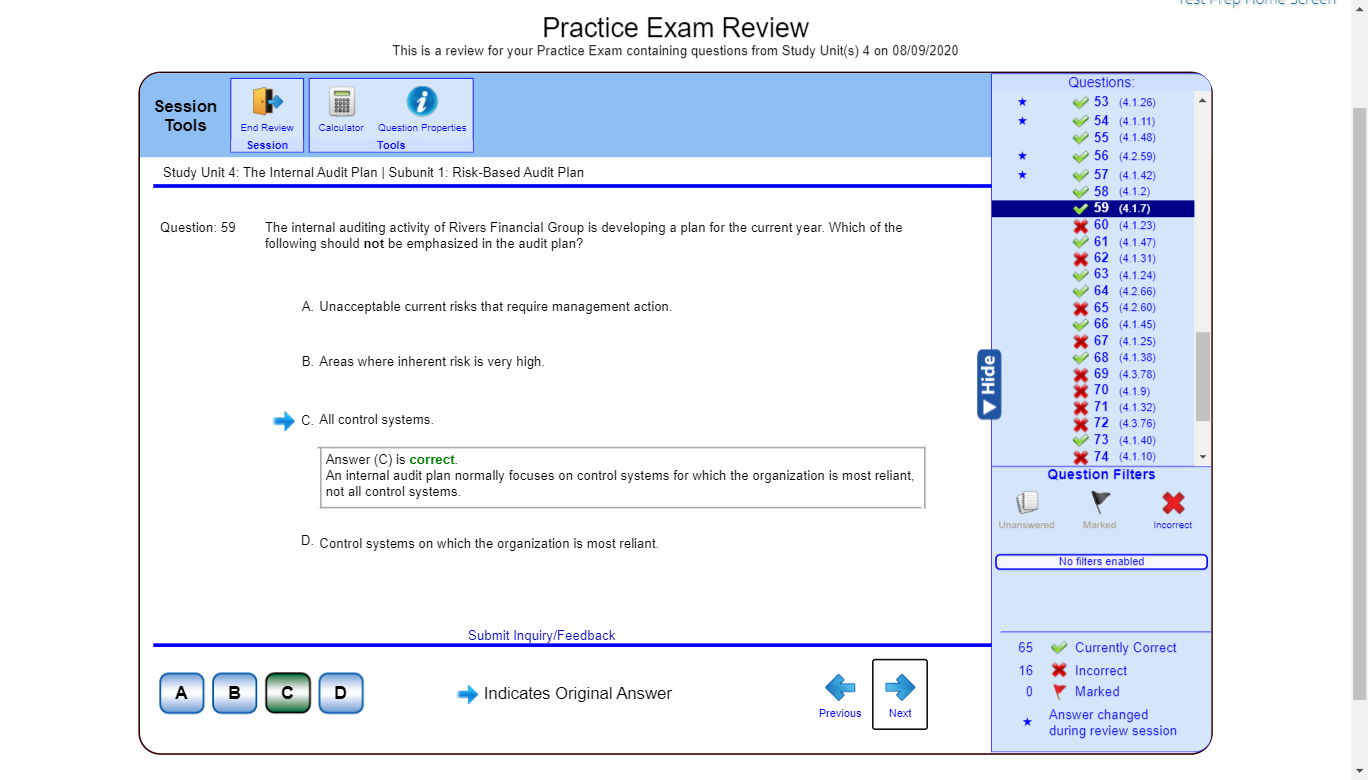 Test Prep Home Screen
Practice Exam Review
This is a review for your Practice Exam containing questions from Study Unit(s) 4 on 08/09/2020
Session
Tools
End Review
Session
Calculator
Question Properties
Tools
Study Unit 4: The Internal Audit Plan | Subunit 1: Risk-Based Audit Plan
Question: 59
The internal auditing activity of Rivers Financial Group is developing a plan for the current year. Which of the
following should not be emphasized in the audit plan?
A. Unacceptable current risks that require management action.
B. Areas where inherent risk is very high.
C. All control systems.
Answer (C) is correct.
An internal audit plan normally focuses on control systems for which the organization is most reliant,
not all control systems.
D. Control systems on which the organization is most reliant.
Submit Inquiry/Feedback
A
B
C
D
Indicates Original Answer
Previous
Next
Hide
Questions:
53 (4.1.26)
54 (4.1.11)
55 (4.1.48)
56 (4.2.59)
57 (4.1.42)
58 (4.1.2)
59 (4.1.7)
60 (4.1.23)
61 (4.1.47)
62 (4.1.31)
63 (4.1.24)
64 (4.2.66)
65 (4.2.60)
66 (4.1.45)
67 (4.1.25)
68 (4.1.38)
69 (4.3.78)
70 (4.1.9)
71 (4.1.32)
72 (4.3.76)
73 (4.1.40)
74 (4.1.10)
Question Filters
Unanswered
Marked
Incorrect
No filters enabled
65 Currently Correct
16 Incorrect
0 Marked
Answer changed
during review session